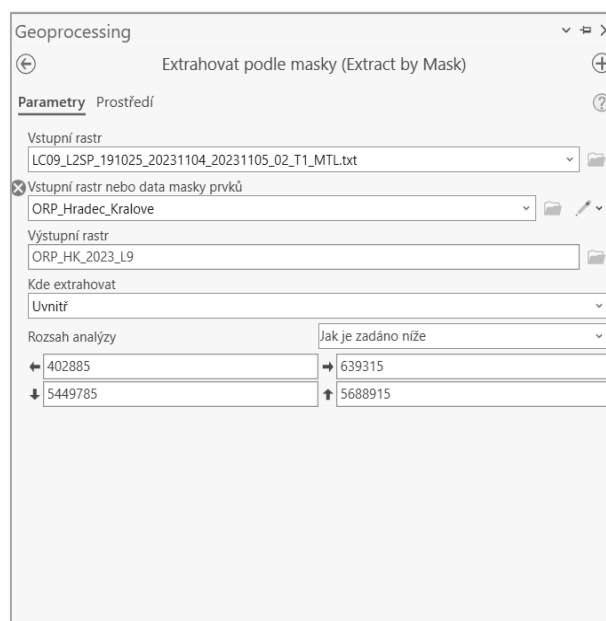 Geoprocessing
Extrahovat podle masky (Extract by Mask)
Parametry Prostředí
Vstupní rastr
LC09_L2SP_191025_20231104_20231105_02_T1_MTL.txt
Vstupní rastr nebo data masky prvků
ORP_Hradec_Kralove
Výstupní rastr
ORP_HK_2023_L9
Kde extrahovat
Uvnitř
Rozsah analýzy Jak je zadáno níže
402885 639315
5449785 5688915